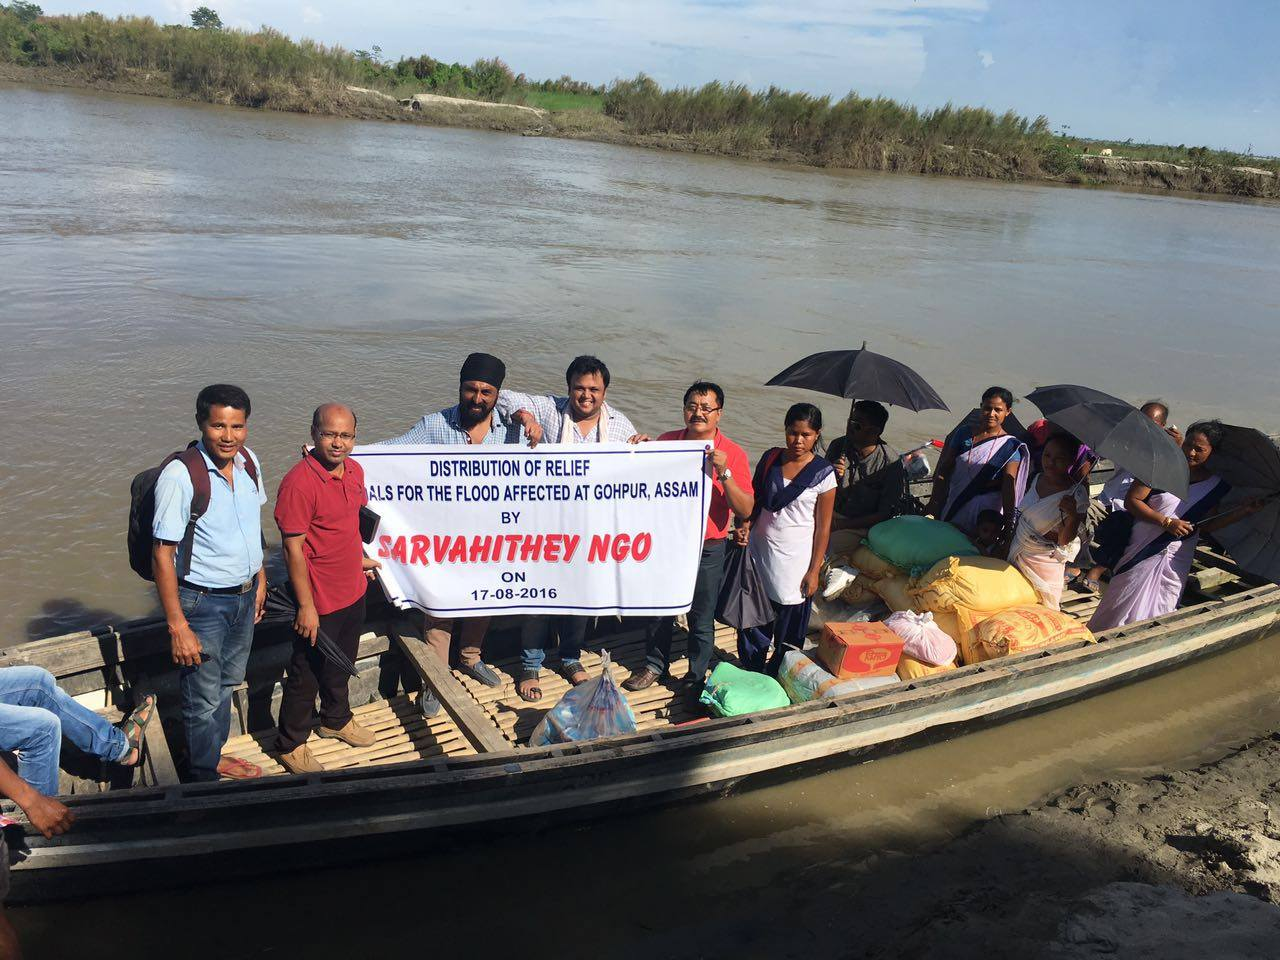 DISTRIBUTION OF RELIEF
ALS FOR THE FLOOD AFFECTED AT GOHPUR, ASSAM
BY
SARVAHITHEY NGO
ON
17-08-2016